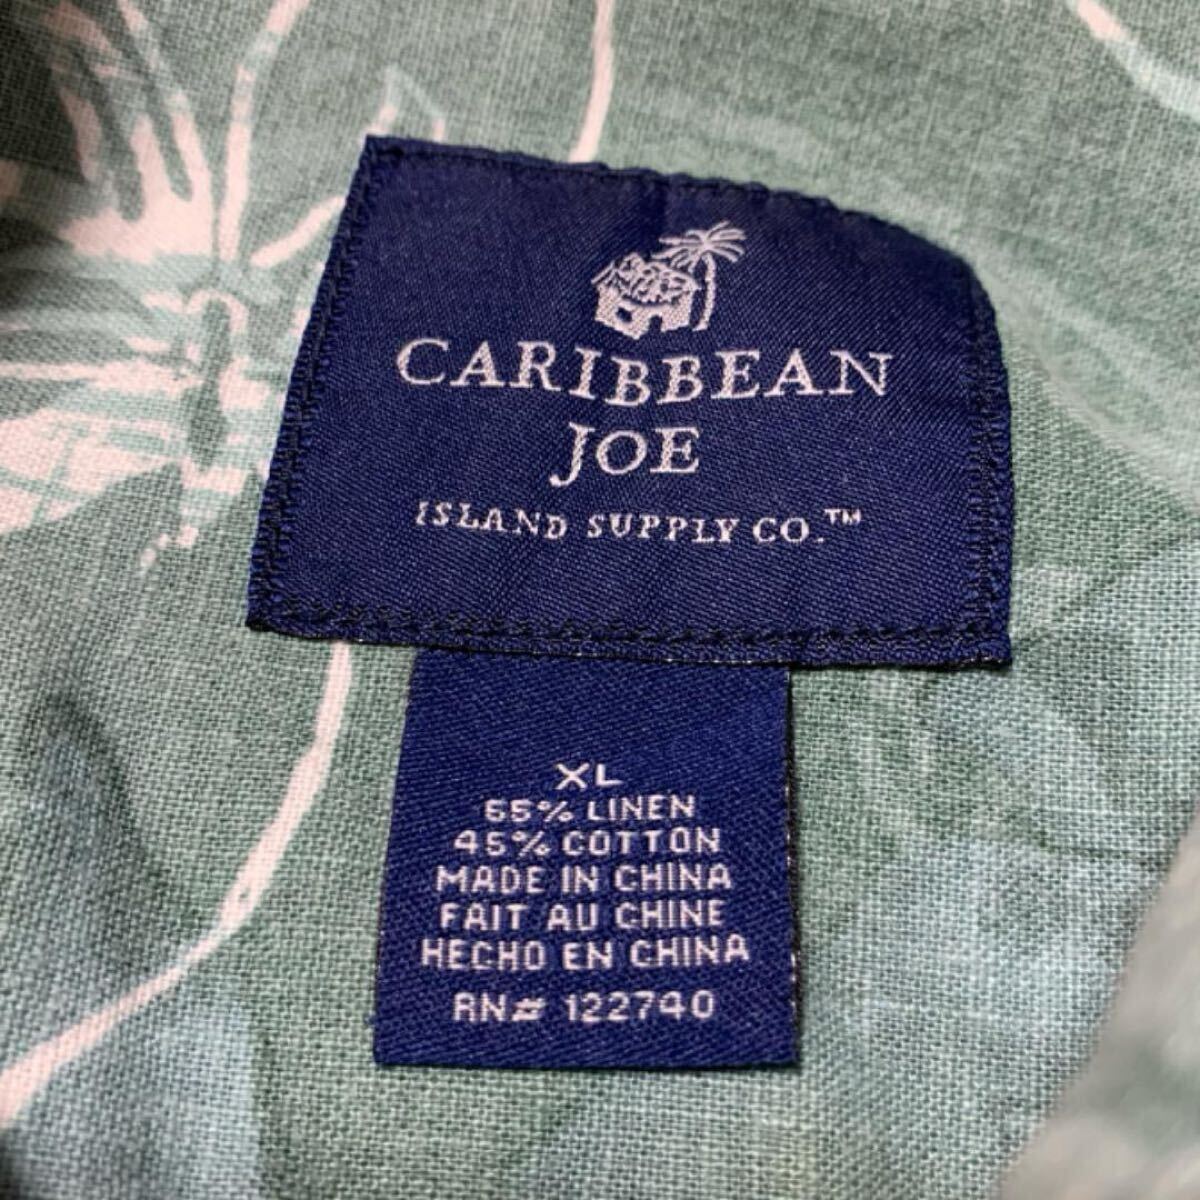 CARIBBEAN
JOE
ISLAND SUPPLY CO.™
XL
55% LINEN
45% COTTON
MADE IN CHINA
FAIT AU CHINE
HECHO EN CHINA
RN# 122740